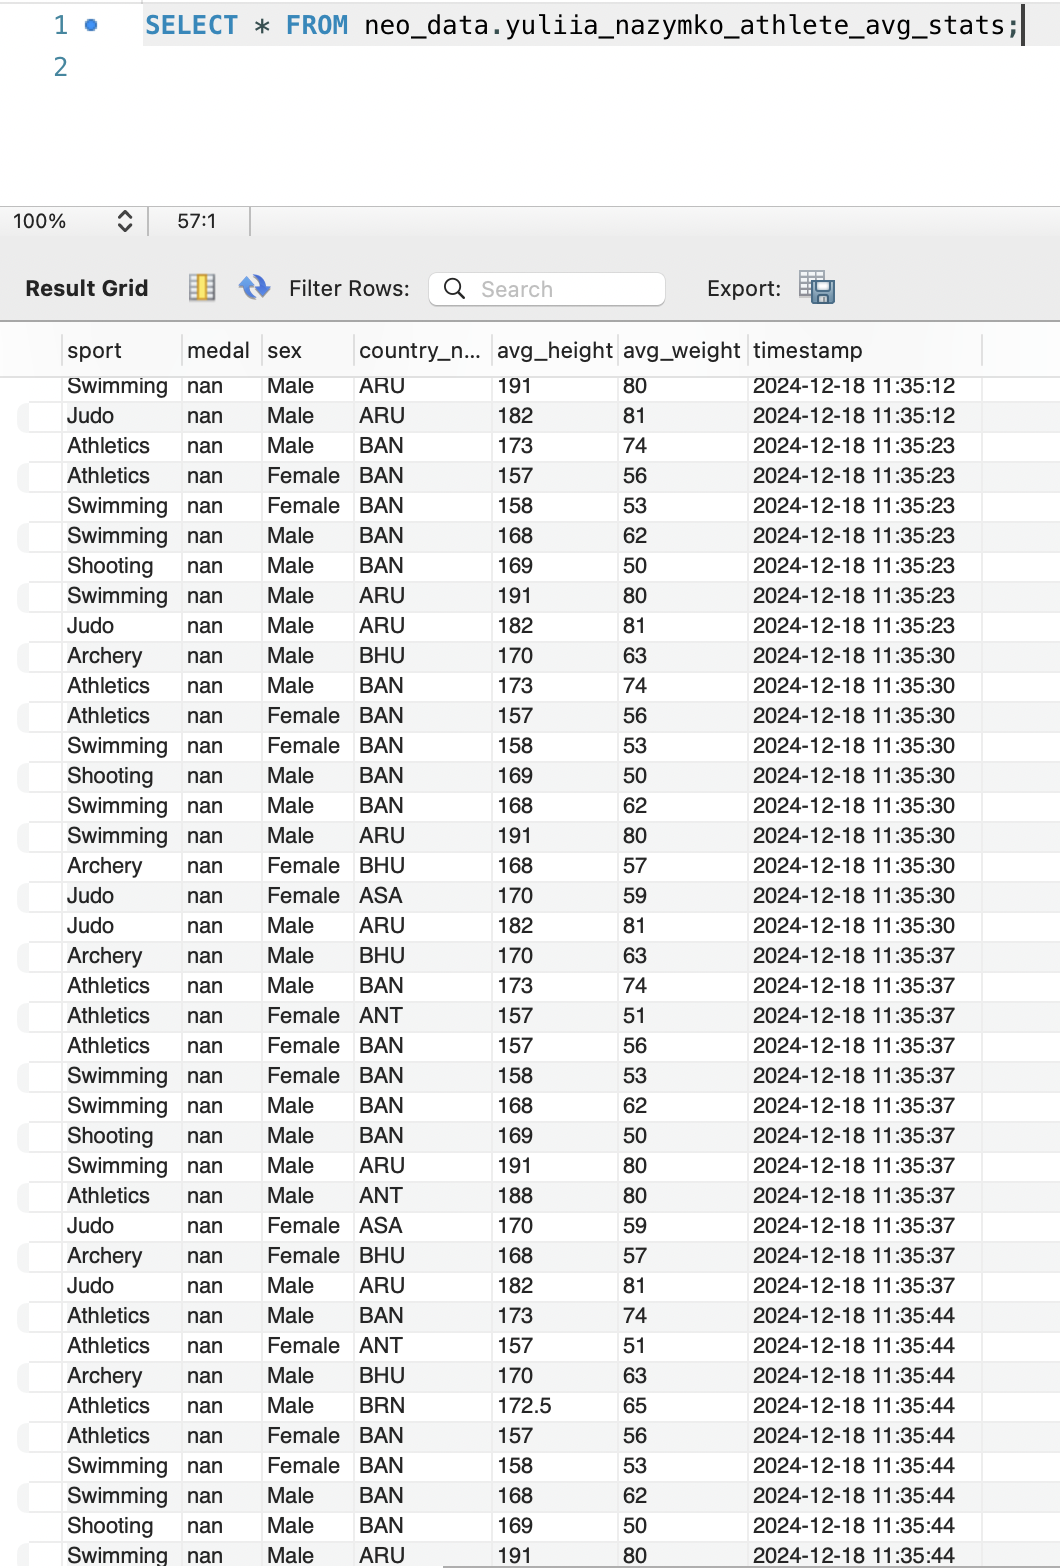 1 SELECT * FROM neo_data.yuliia_nazymko_athlete_avg_stats;
2
100% 57:1
Result Grid Filter Rows: Search Export:
sport medal sex country_n... avg_height avg_weight timestamp
Swimming nan Male ARU 191 80 2024-12-18 11:35:12
Judo nan Male ARU 182 81 2024-12-18 11:35:12
Athletics nan Male BAN 173 74 2024-12-18 11:35:23
Athletics nan Female BAN 157 56 2024-12-18 11:35:23
Swimming nan Female BAN 158 53 2024-12-18 11:35:23
Swimming nan Male BAN 168 62 2024-12-18 11:35:23
Shooting nan Male BAN 169 50 2024-12-18 11:35:23
Swimming nan Male ARU 191 80 2024-12-18 11:35:23
Judo nan Male ARU 182 81 2024-12-18 11:35:23
Archery nan Male BHU 170 63 2024-12-18 11:35:30
Athletics nan Male BAN 173 74 2024-12-18 11:35:30
Athletics nan Female BAN 157 56 2024-12-18 11:35:30
Swimming nan Female BAN 158 53 2024-12-18 11:35:30
Shooting nan Male BAN 169 50 2024-12-18 11:35:30
Swimming nan Male BAN 168 62 2024-12-18 11:35:30
Swimming nan Male ARU 191 80 2024-12-18 11:35:30
Archery nan Female BHU 168 57 2024-12-18 11:35:30
Judo nan Female ASA 170 59 2024-12-18 11:35:30
Judo nan Male ARU 182 81 2024-12-18 11:35:30
Archery nan Male BHU 170 63 2024-12-18 11:35:37
Athletics nan Male BAN 173 74 2024-12-18 11:35:37
Athletics nan Female ANT 157 51 2024-12-18 11:35:37
Athletics nan Female BAN 157 56 2024-12-18 11:35:37
Swimming nan Female BAN 158 53 2024-12-18 11:35:37
Swimming nan Male BAN 168 62 2024-12-18 11:35:37
Shooting nan Male BAN 169 50 2024-12-18 11:35:37
Swimming nan Male ARU 191 80 2024-12-18 11:35:37
Athletics nan Male ANT 188 80 2024-12-18 11:35:37
Judo nan Female ASA 170 59 2024-12-18 11:35:37
Archery nan Female BHU 168 57 2024-12-18 11:35:37
Judo nan Male ARU 182 81 2024-12-18 11:35:37
Athletics nan Male BAN 173 74 2024-12-18 11:35:44
Athletics nan Female ANT 157 51 2024-12-18 11:35:44
Archery nan Male BHU 170 63 2024-12-18 11:35:44
Athletics nan Male BRN 172.5 65 2024-12-18 11:35:44
Athletics nan Female BAN 157 56 2024-12-18 11:35:44
Swimming nan Female BAN 158 53 2024-12-18 11:35:44
Swimming nan Male BAN 168 62 2024-12-18 11:35:44
Shooting nan Male BAN 169 50 2024-12-18 11:35:44
Swimming nan Male ARU 191 80 2024-12-18 11:35:44